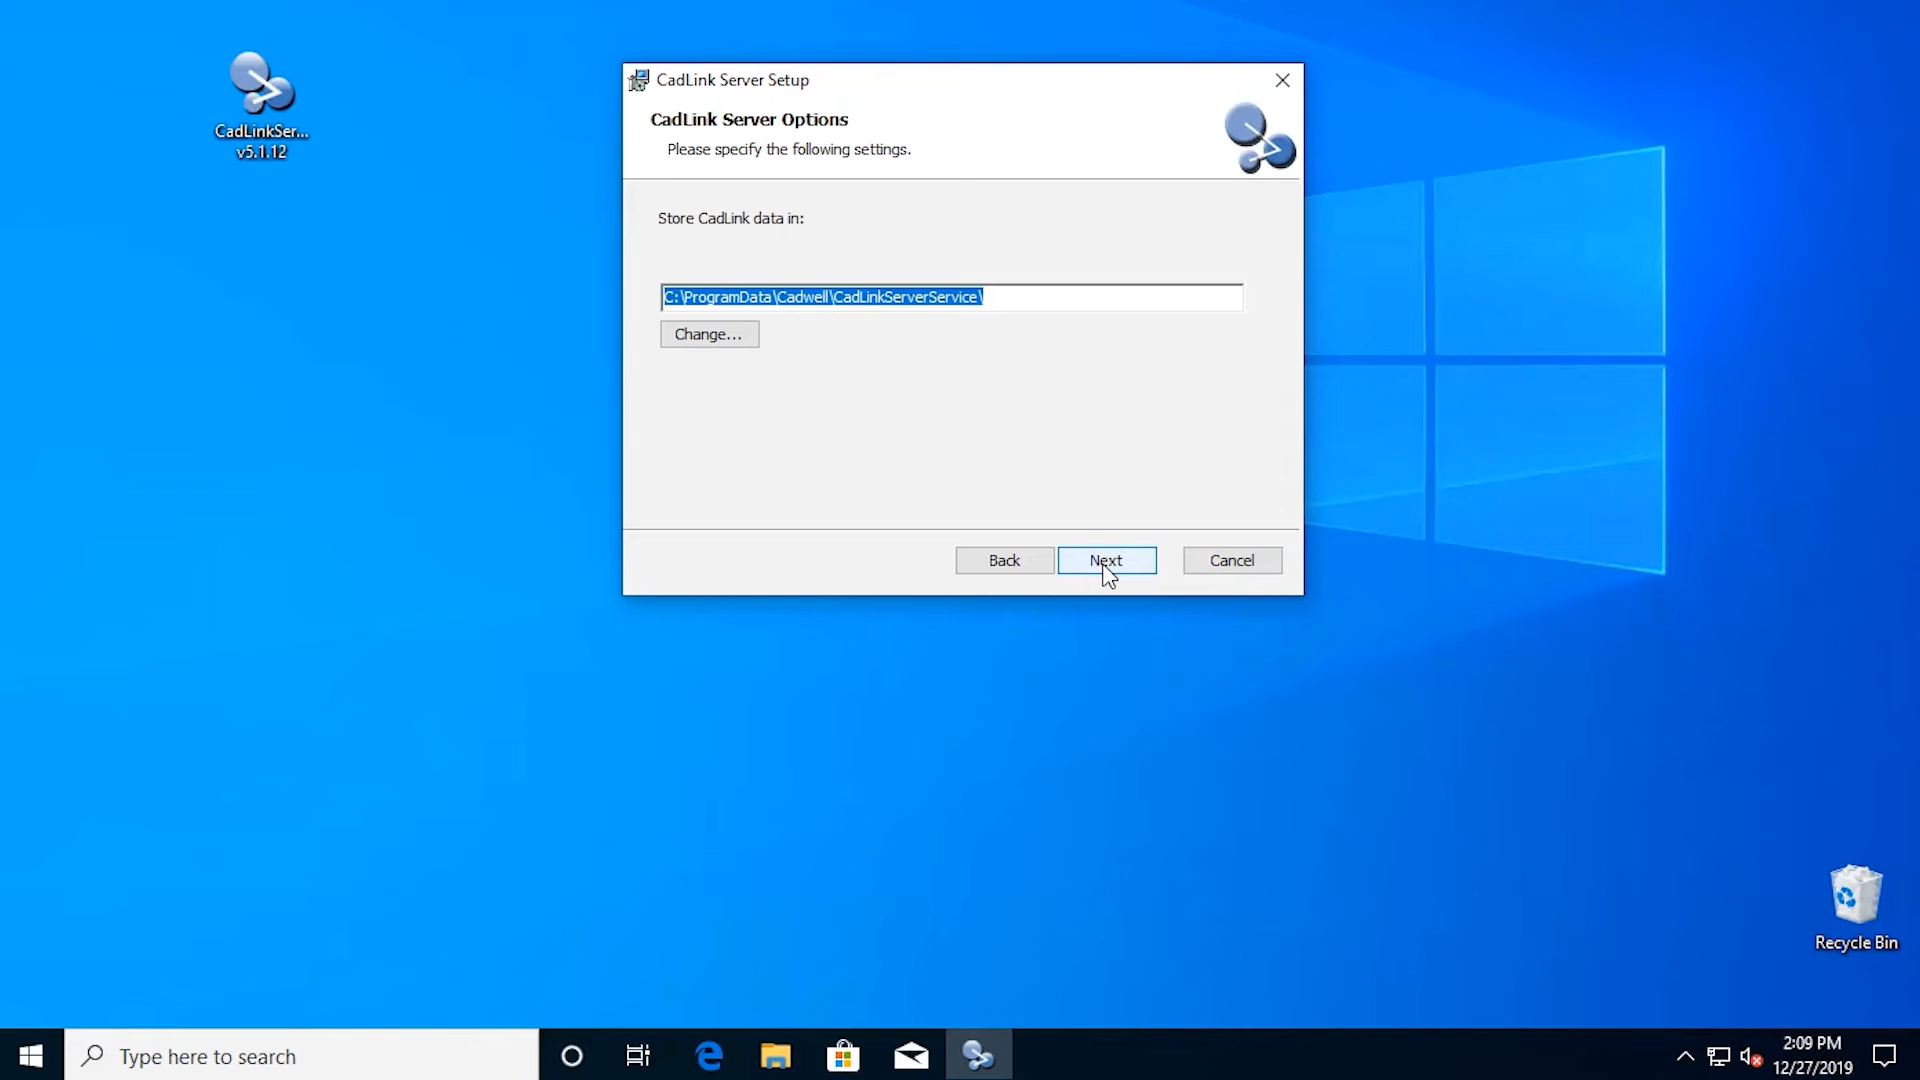 CadLinkSer...
v5.1.12
CadLink Server Setup
CadLink Server Options
Please specify the following settings.
Store CadLink data in:
C:\ProgramData\Cadwell\CadLinkServerService\
Change...
Back
Next
Cancel
Recycle Bin
Type here to search
2:09 PM
12/27/2019